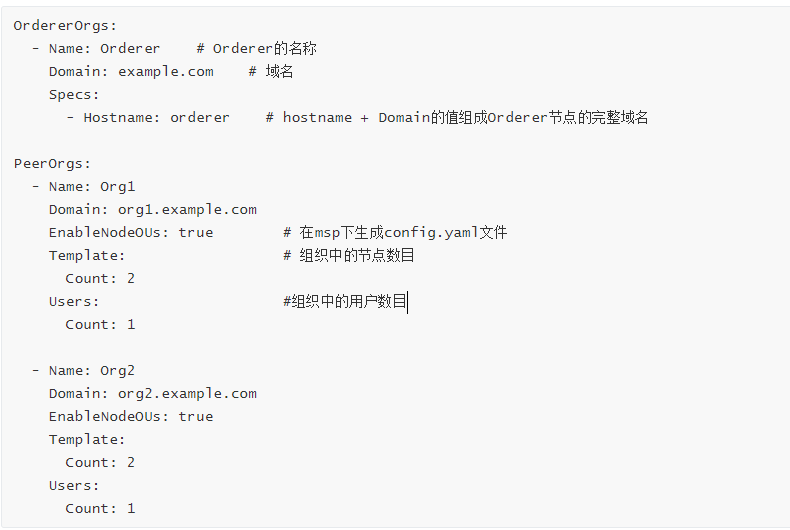 OrdererOrgs:
  - Name: Orderer    # Orderer的名称
    Domain: example.com    # 域名
    Specs:
      - Hostname: orderer    # hostname + Domain的值组成Orderer节点的完整域名

PeerOrgs:
  - Name: Org1
    Domain: org1.example.com
    EnableNodeOUs: true        # 在msp下生成config.yaml文件
    Template:                  # 组织中的节点数目
      Count: 2
    Users:                     #组织中的用户数目
      Count: 1

  - Name: Org2
    Domain: org2.example.com
    EnableNodeOUs: true
    Template:
      Count: 2
    Users:
      Count: 1